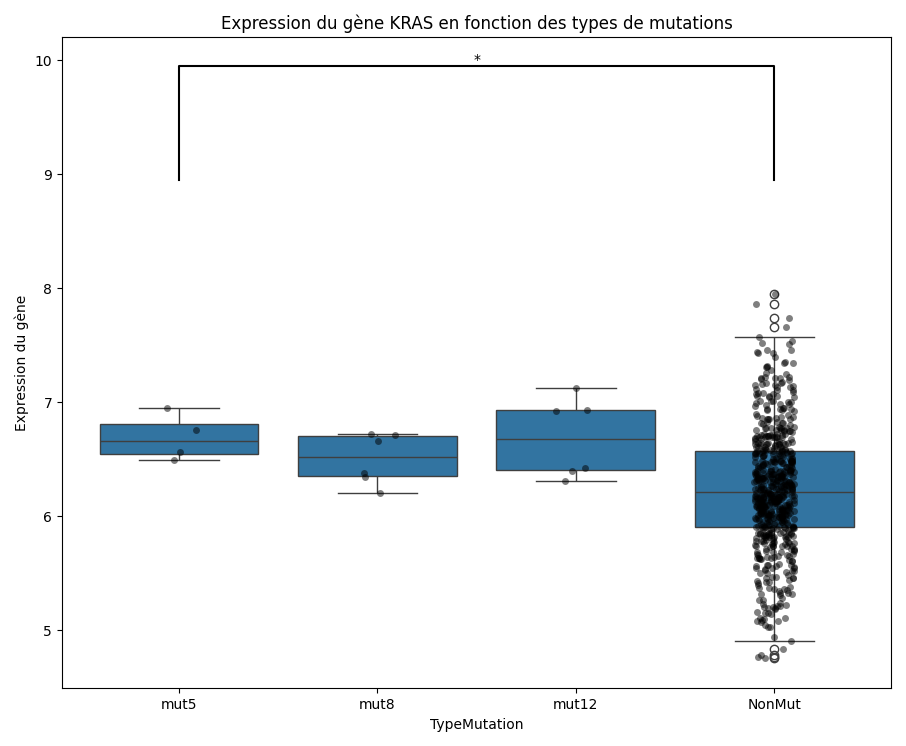 Expression du gène KRAS en fonction des types de mutations
*
10
9
8
7
6
5
Expression du gène
mut5
mut8
mut12
NonMut
TypeMutation